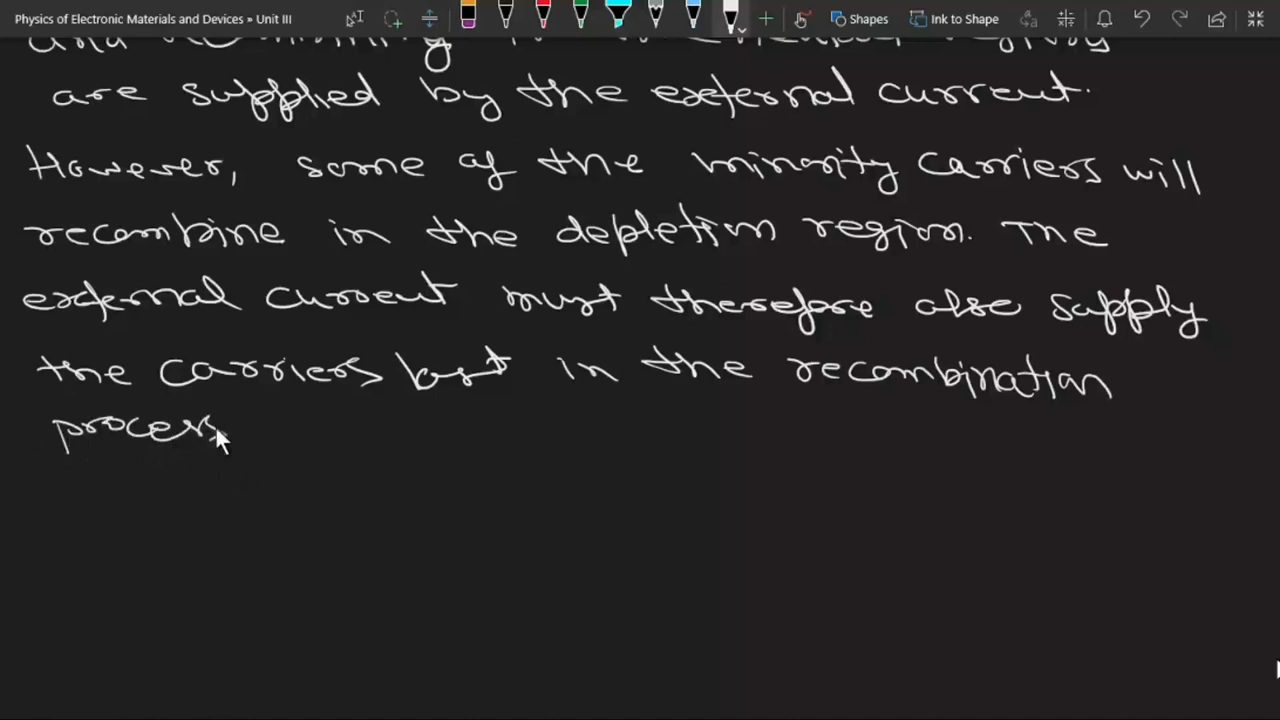 Physics of Electronic Materials and Devices » Unit III
Shapes
Ink to Shape
and
are supplied by the external current.
However, some of the minority carriers will
recombine in the depletion region. The
external current must therefore also supply
the carriers lost in the recombination
process